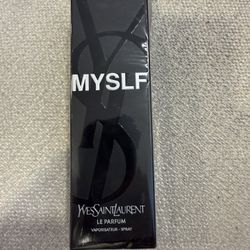 MYSLF
YVESSAINTLAURENT
LE PARFUM
VAPORISATEUR - SPRAY